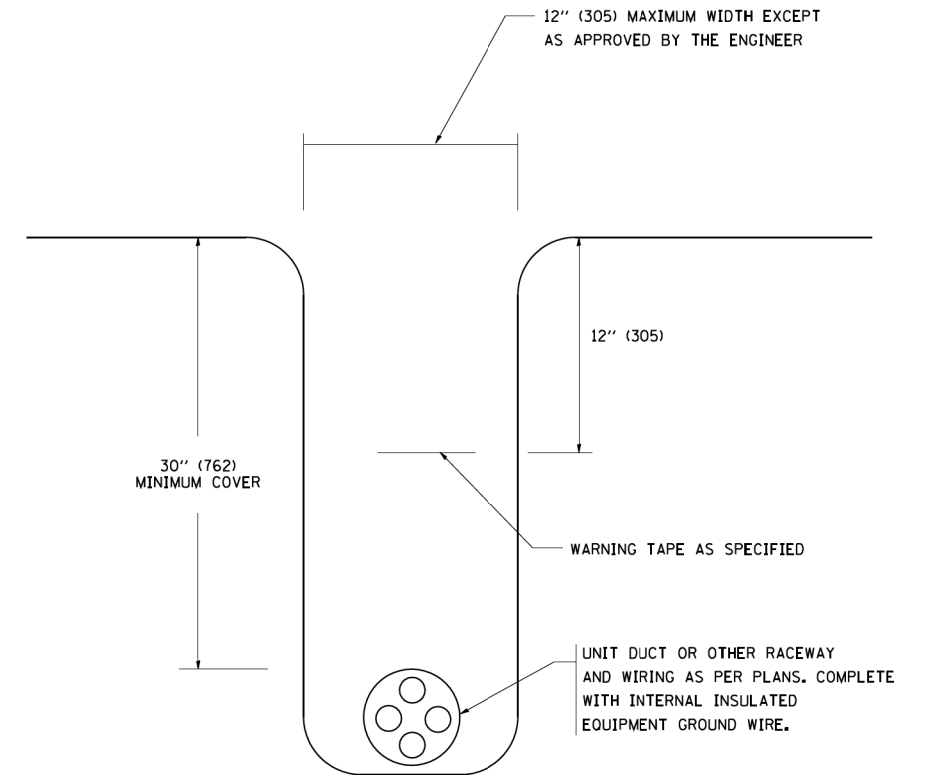 12'' (305) MAXIMUM WIDTH EXCEPT
AS APPROVED BY THE ENGINEER
12'' (305)
30'' (762)
MINIMUM COVER
WARNING TAPE AS SPECIFIED
UNIT DUCT OR OTHER RACEWAY
AND WIRING AS PER PLANS. COMPLETE
WITH INTERNAL INSULATED
EQUIPMENT GROUND WIRE.